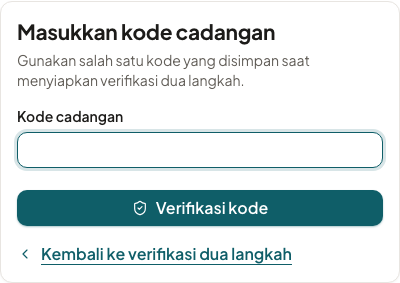 Masukkan kode cadangan
Gunakan salah satu kode yang disimpan saat
menyiapkan verifikasi dua langkah.
Kode cadangan
Verifikasi kode
Kembali ke verifikasi dua langkah